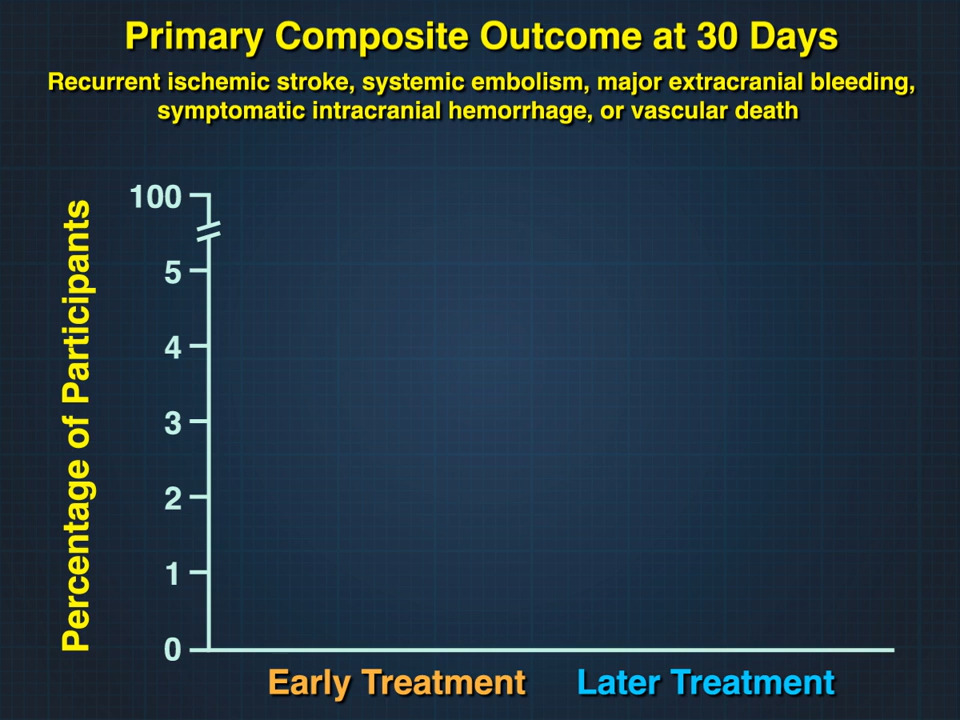 Primary Composite Outcome at 30 Days
Recurrent ischemic stroke, systemic embolism, major extracranial bleeding,
symptomatic intracranial hemorrhage, or vascular death
Percentage of Participants
100
5
4
3
2
1
0
Early Treatment
Later Treatment